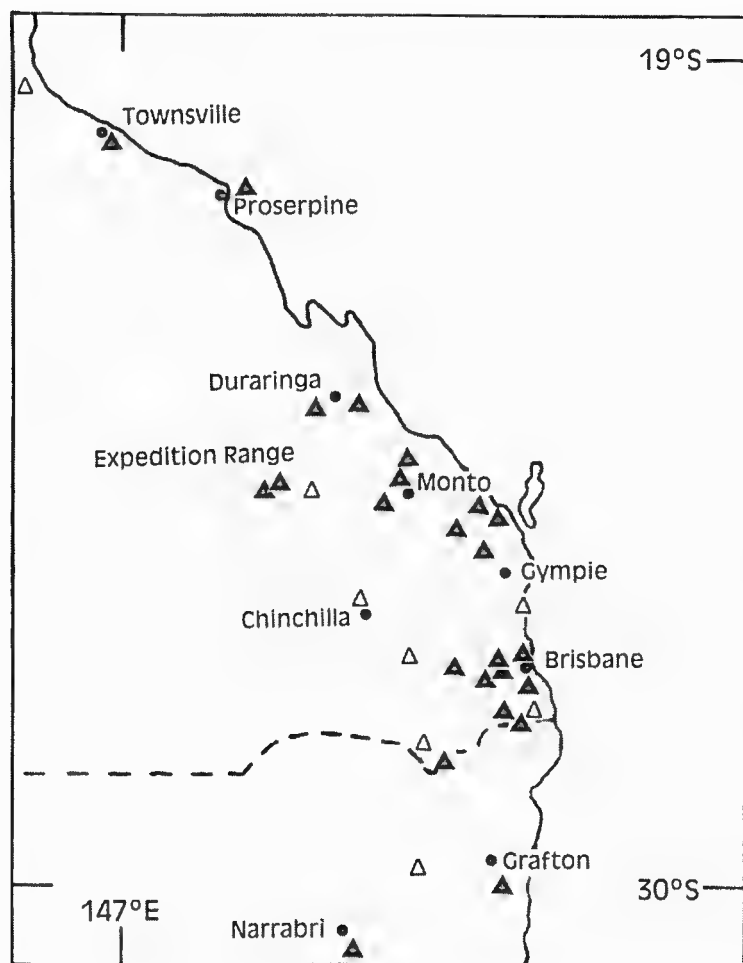 19°S
Townsville
Proserpine
Duraringa
Expedition Range
Monto
Gympie
Chinchilla
Brisbane
Grafton
30°S
147°E
Narrabri